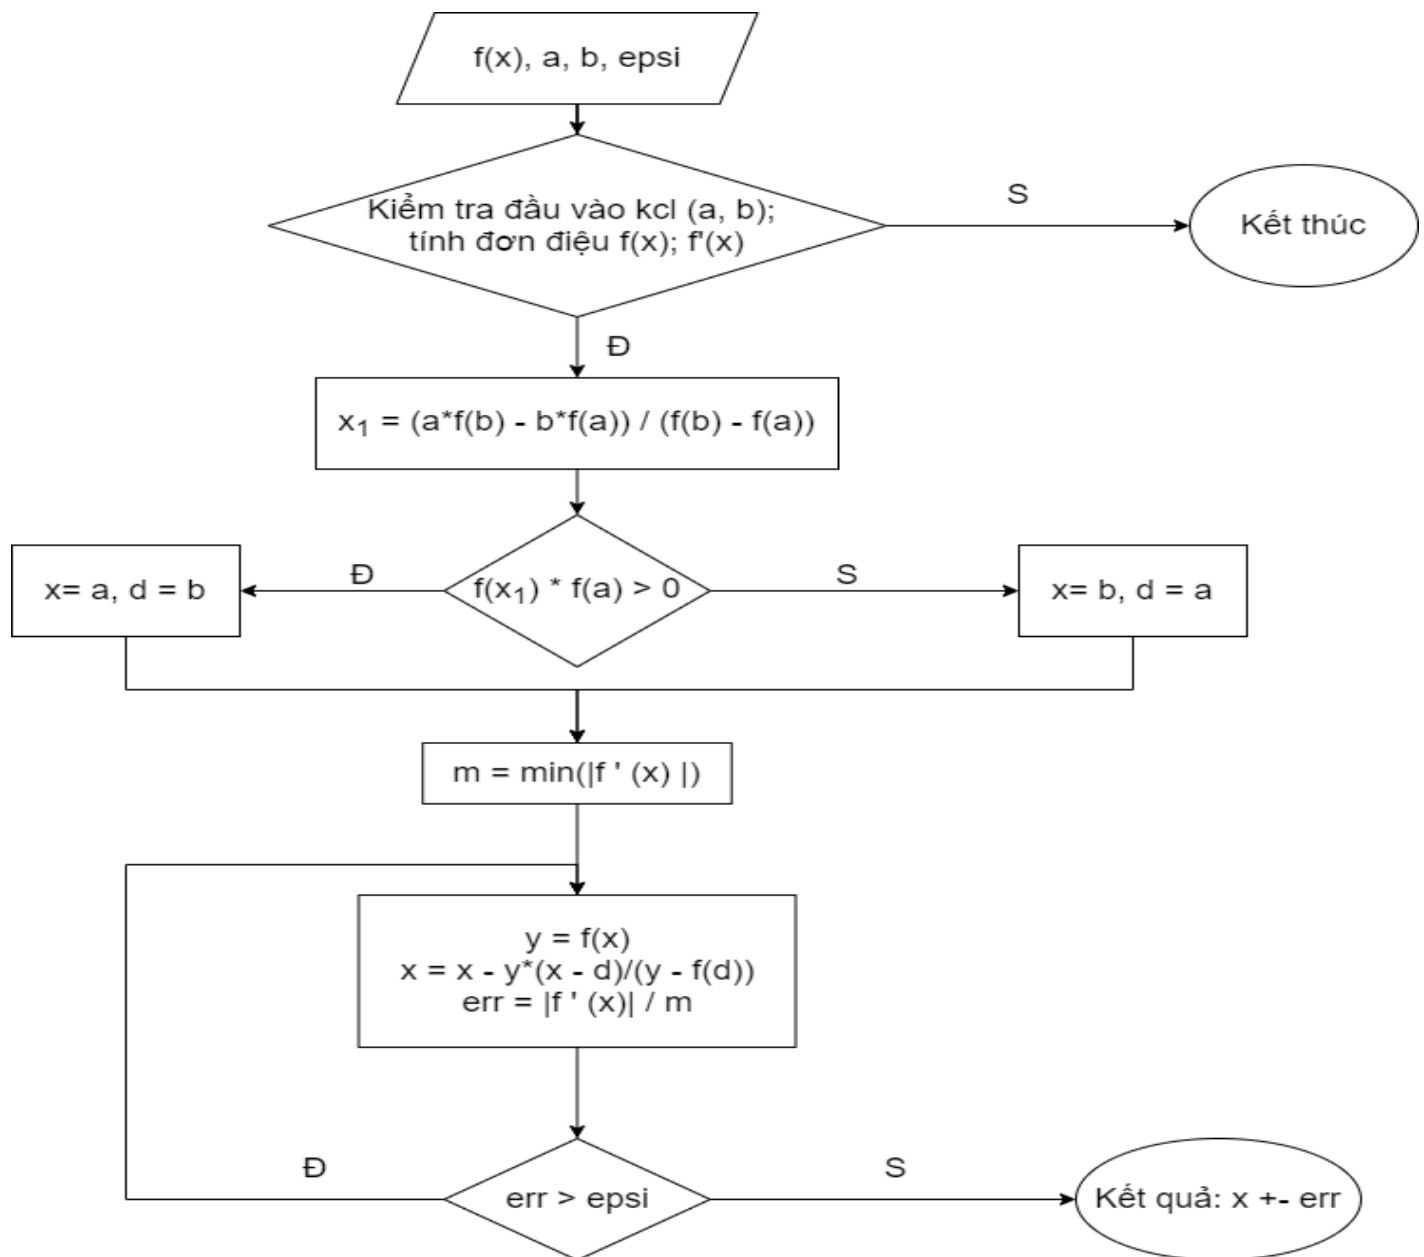 f(x), a, b, epsi
Kiểm tra đầu vào kcl (a, b);
tính đơn điệu f(x); f'(x)
S
Kết thúc
Đ
x₁ = (a*f(b) - b*f(a)) / (f(b) - f(a))
x= a, d = b
Đ
f(x₁) * f(a) > 0
S
x= b, d = a
m = min(|f ' (x) |)
y = f(x)
x = x - y*(x - d)/(y - f(d))
err = |f ' (x)| / m
Đ
err > epsi
S
Kết quả: x +- err